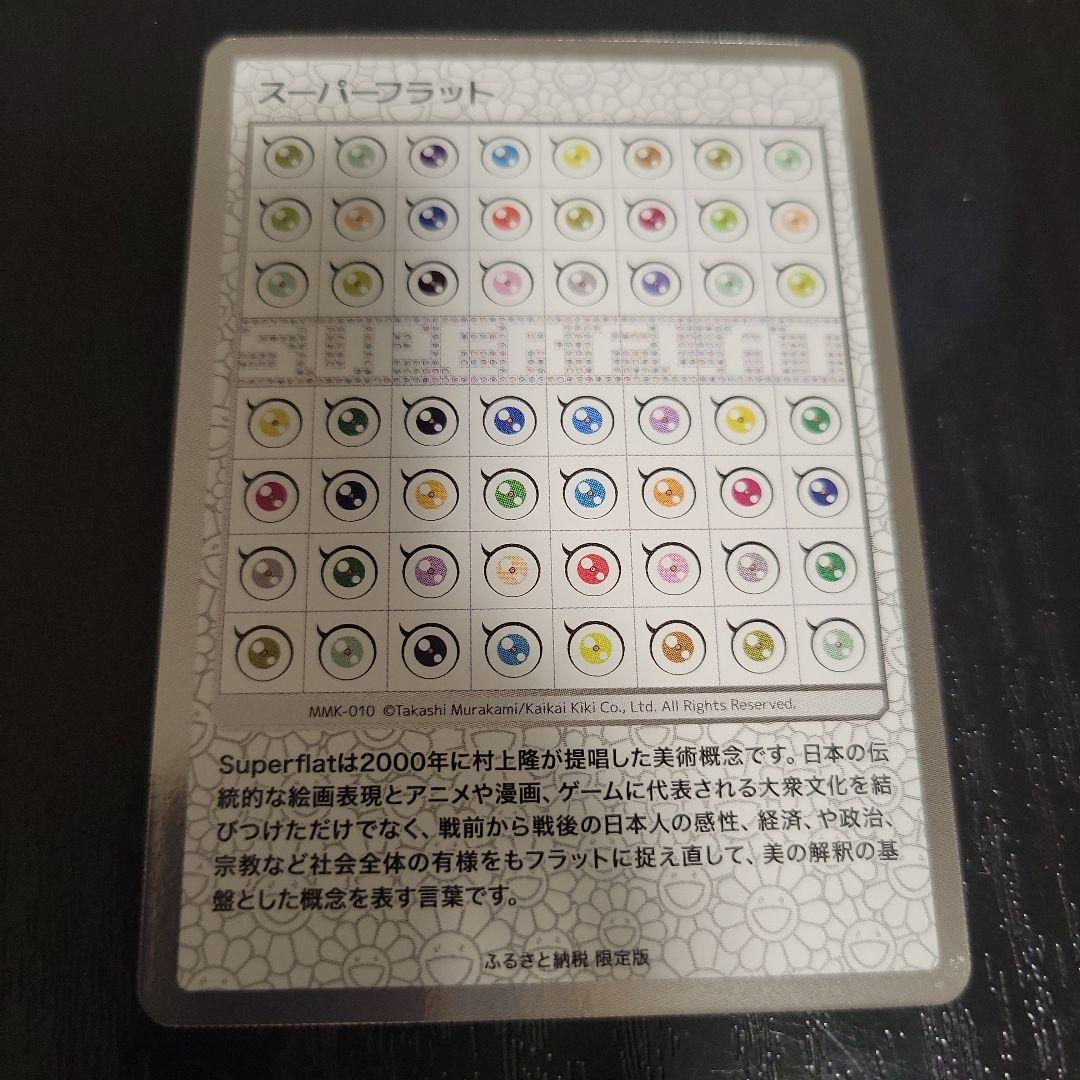 スーパーフラット
SUPERFLAT
MMK-010 ©Takashi Murakami/Kaikai Kiki Co., Ltd. All Rights Reserved.
Superflatは2000年に村上隆が提唱した美術概念です。日本の伝
統的な絵画表現とアニメや漫画、ゲームに代表される大衆文化を結
びつけただけでなく、戦前から戦後の日本人の感性、経済、や政治、
宗教など社会全体の有様をもフラットに捉え直して、美の解釈の基
盤とした概念を表す言葉です。
ふるさと納税 限定版